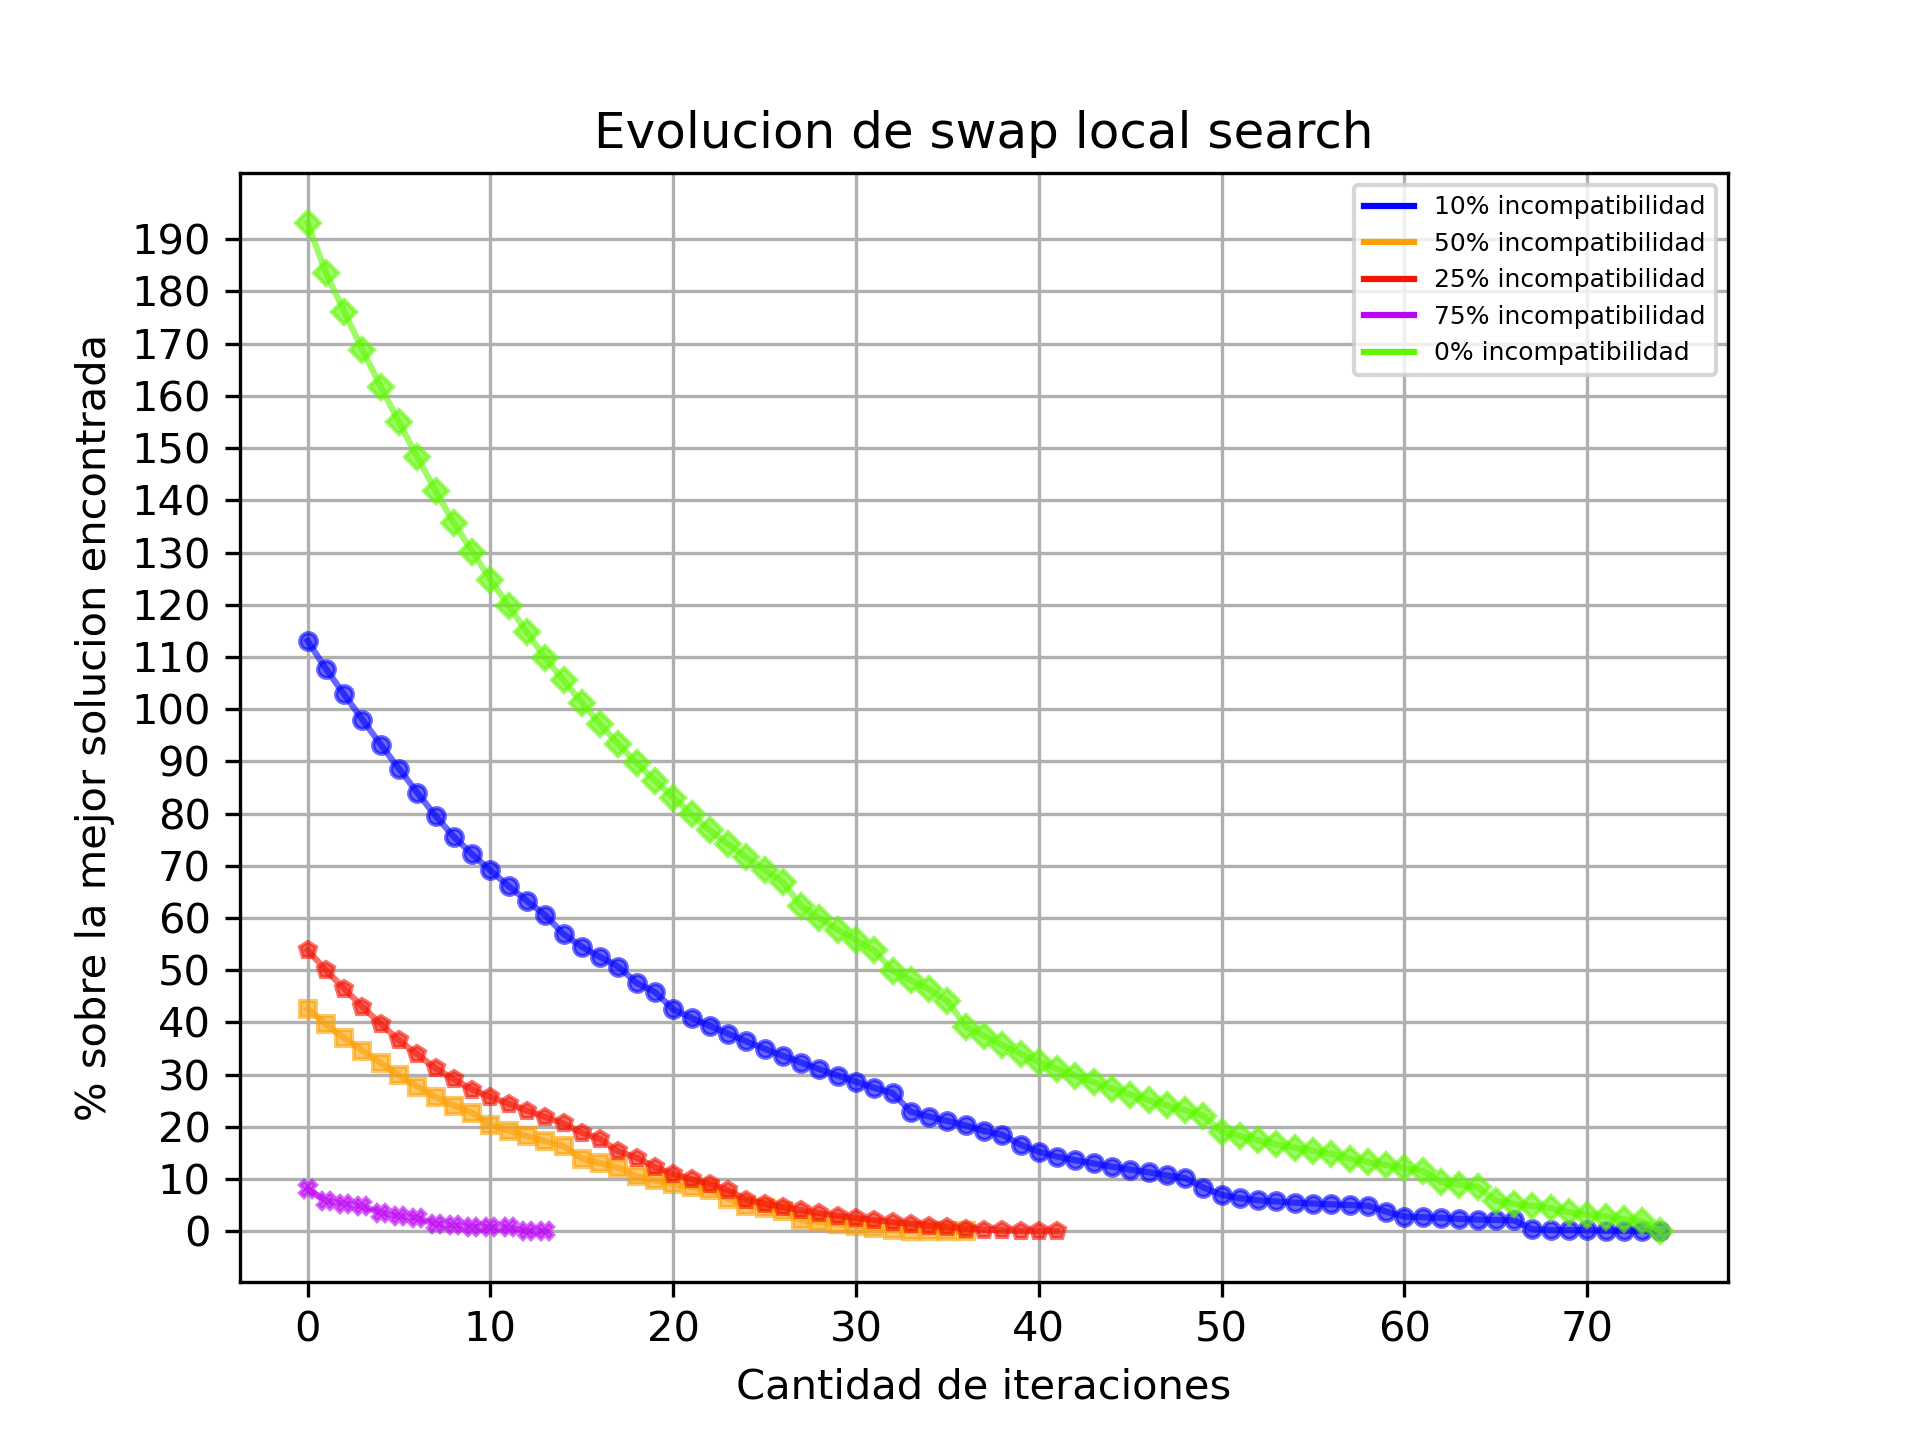 Evolucion de swap local search
10% incompatibilidad
50% incompatibilidad
25% incompatibilidad
75% incompatibilidad
0% incompatibilidad
% sobre la mejor solucion encontrada
190
180
170
160
150
140
130
120
110
100
90
80
70
60
50
40
30
20
10
0
0 10 20 30 40 50 60 70
Cantidad de iteraciones